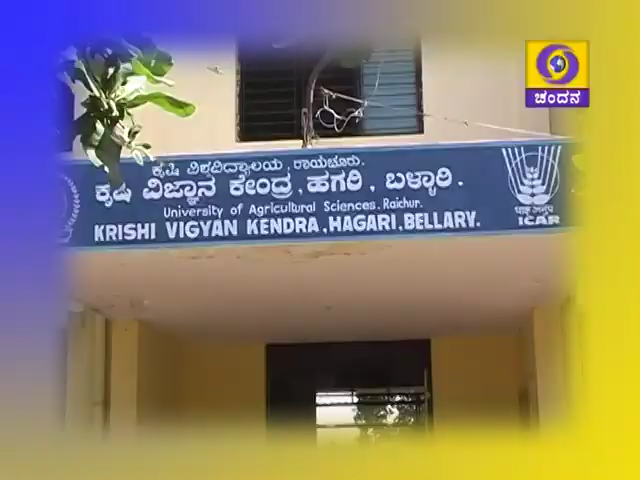 ಚಂದನ
ಕೃಷಿ ವಿಶ್ವವಿದ್ಯಾಲಯ, ರಾಯಚೂರು.
ಕೃಷಿ ವಿಜ್ಞಾನ ಕೇಂದ್ರ, ಹಗರಿ, ಬಳ್ಳಾರಿ.
University of Agricultural Sciences, Raichur.
KRISHI VIGYAN KENDRA, HAGARI, BELLARY.
ICAR